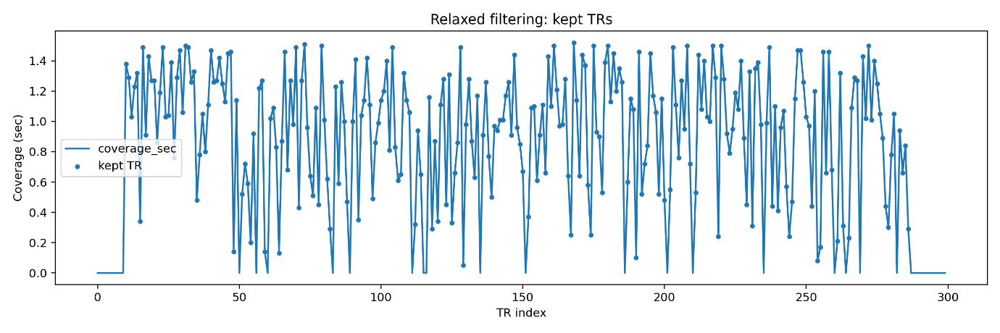 Relaxed filtering: kept TRs
Coverage (sec)
1.4
1.2
1.0
0.8
0.6
0.4
0.2
0.0
coverage_sec
kept TR
0 50 100 150 200 250 300
TR index